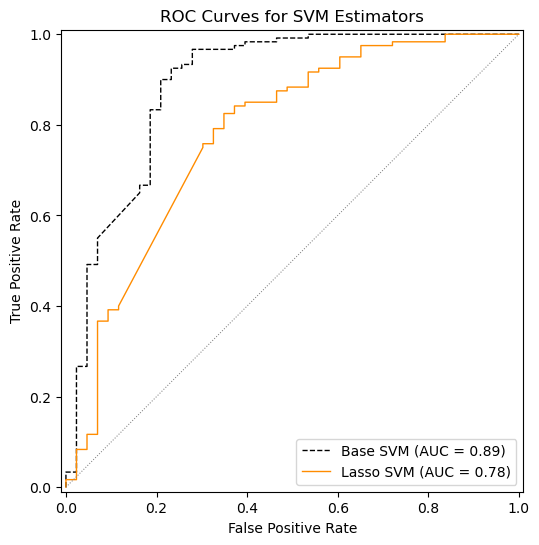 ROC Curves for SVM Estimators
True Positive Rate
1.0
0.8
0.6
0.4
0.2
0.0
Base SVM (AUC = 0.89)
Lasso SVM (AUC = 0.78)
0.0 0.2 0.4 0.6 0.8 1.0
False Positive Rate